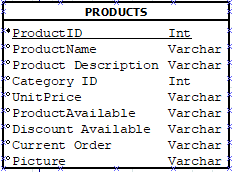 PRODUCTS
ProductID Int
ProductName Varchar
Product Description Varchar
Category ID Int
UnitPrice Varchar
ProductAvailable Varchar
Discount Available Varchar
Current Order Varchar
Picture Varchar